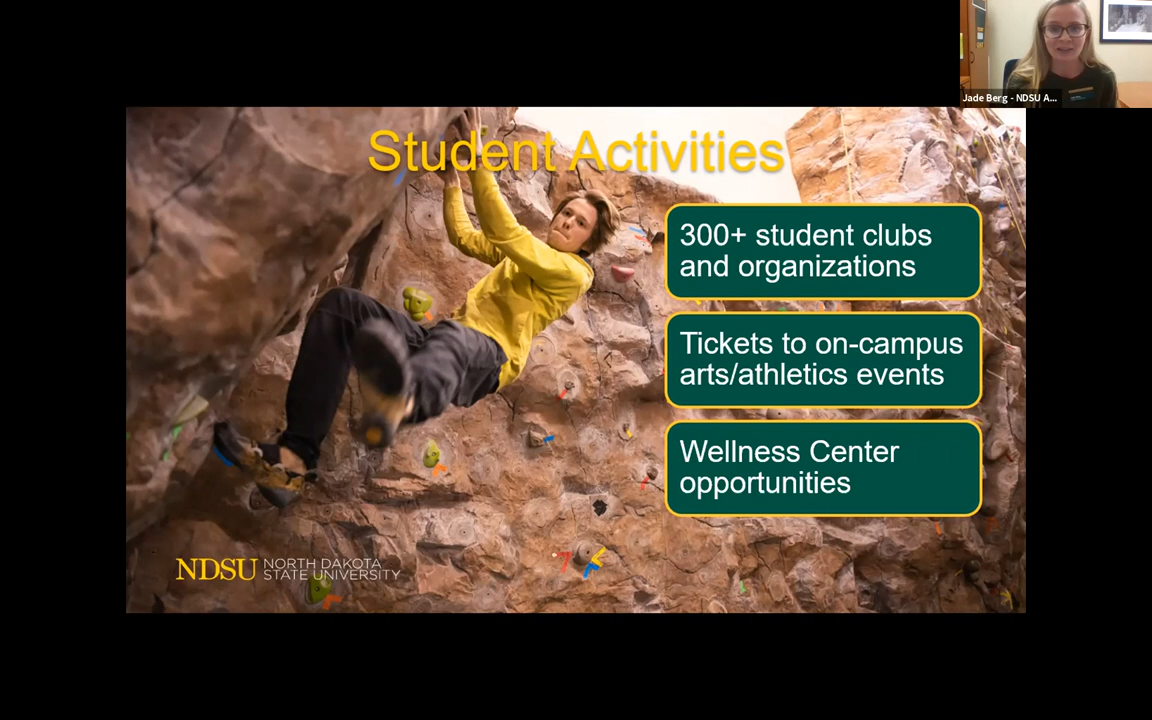 Jade Berg - NDSU A...
Student Activities
300+ student clubs
and organizations
Tickets to on-campus
arts/athletics events
Wellness Center
opportunities
NDSU NORTH DAKOTA
STATE UNIVERSITY